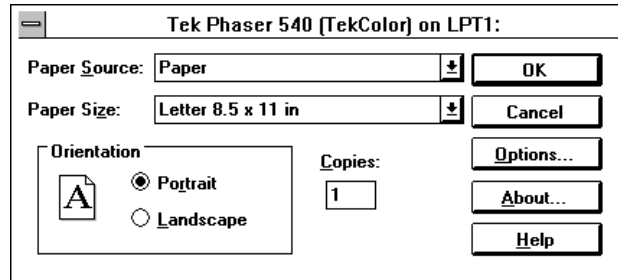 Tek Phaser 540 (TekColor) on LPT1:
Paper Source: Paper OK
Paper Size: Letter 8.5 x 11 in Cancel
Orientation Copies: Options...
A Portrait 1 About...
Landscape
Help